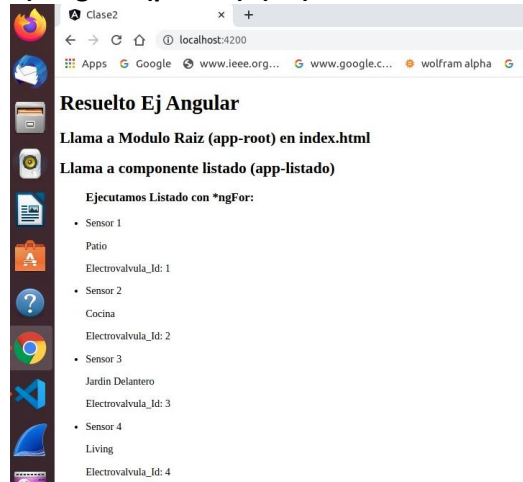 Clase2
localhost:4200
Apps Google www.ieee.org... www.google.c... wolfram alpha
Resuelto Ej Angular
Llama a Modulo Raiz (app-root) en index.html
Llama a componente listado (app-listado)
Ejecutamos Listado con *ngFor:
Sensor 1
Patio
Electrovalvula_Id: 1
Sensor 2
Cocina
Electrovalvula_Id: 2
Sensor 3
Jardin Delantero
Electrovalvula_Id: 3
Sensor 4
Living
Electrovalvula_Id: 4